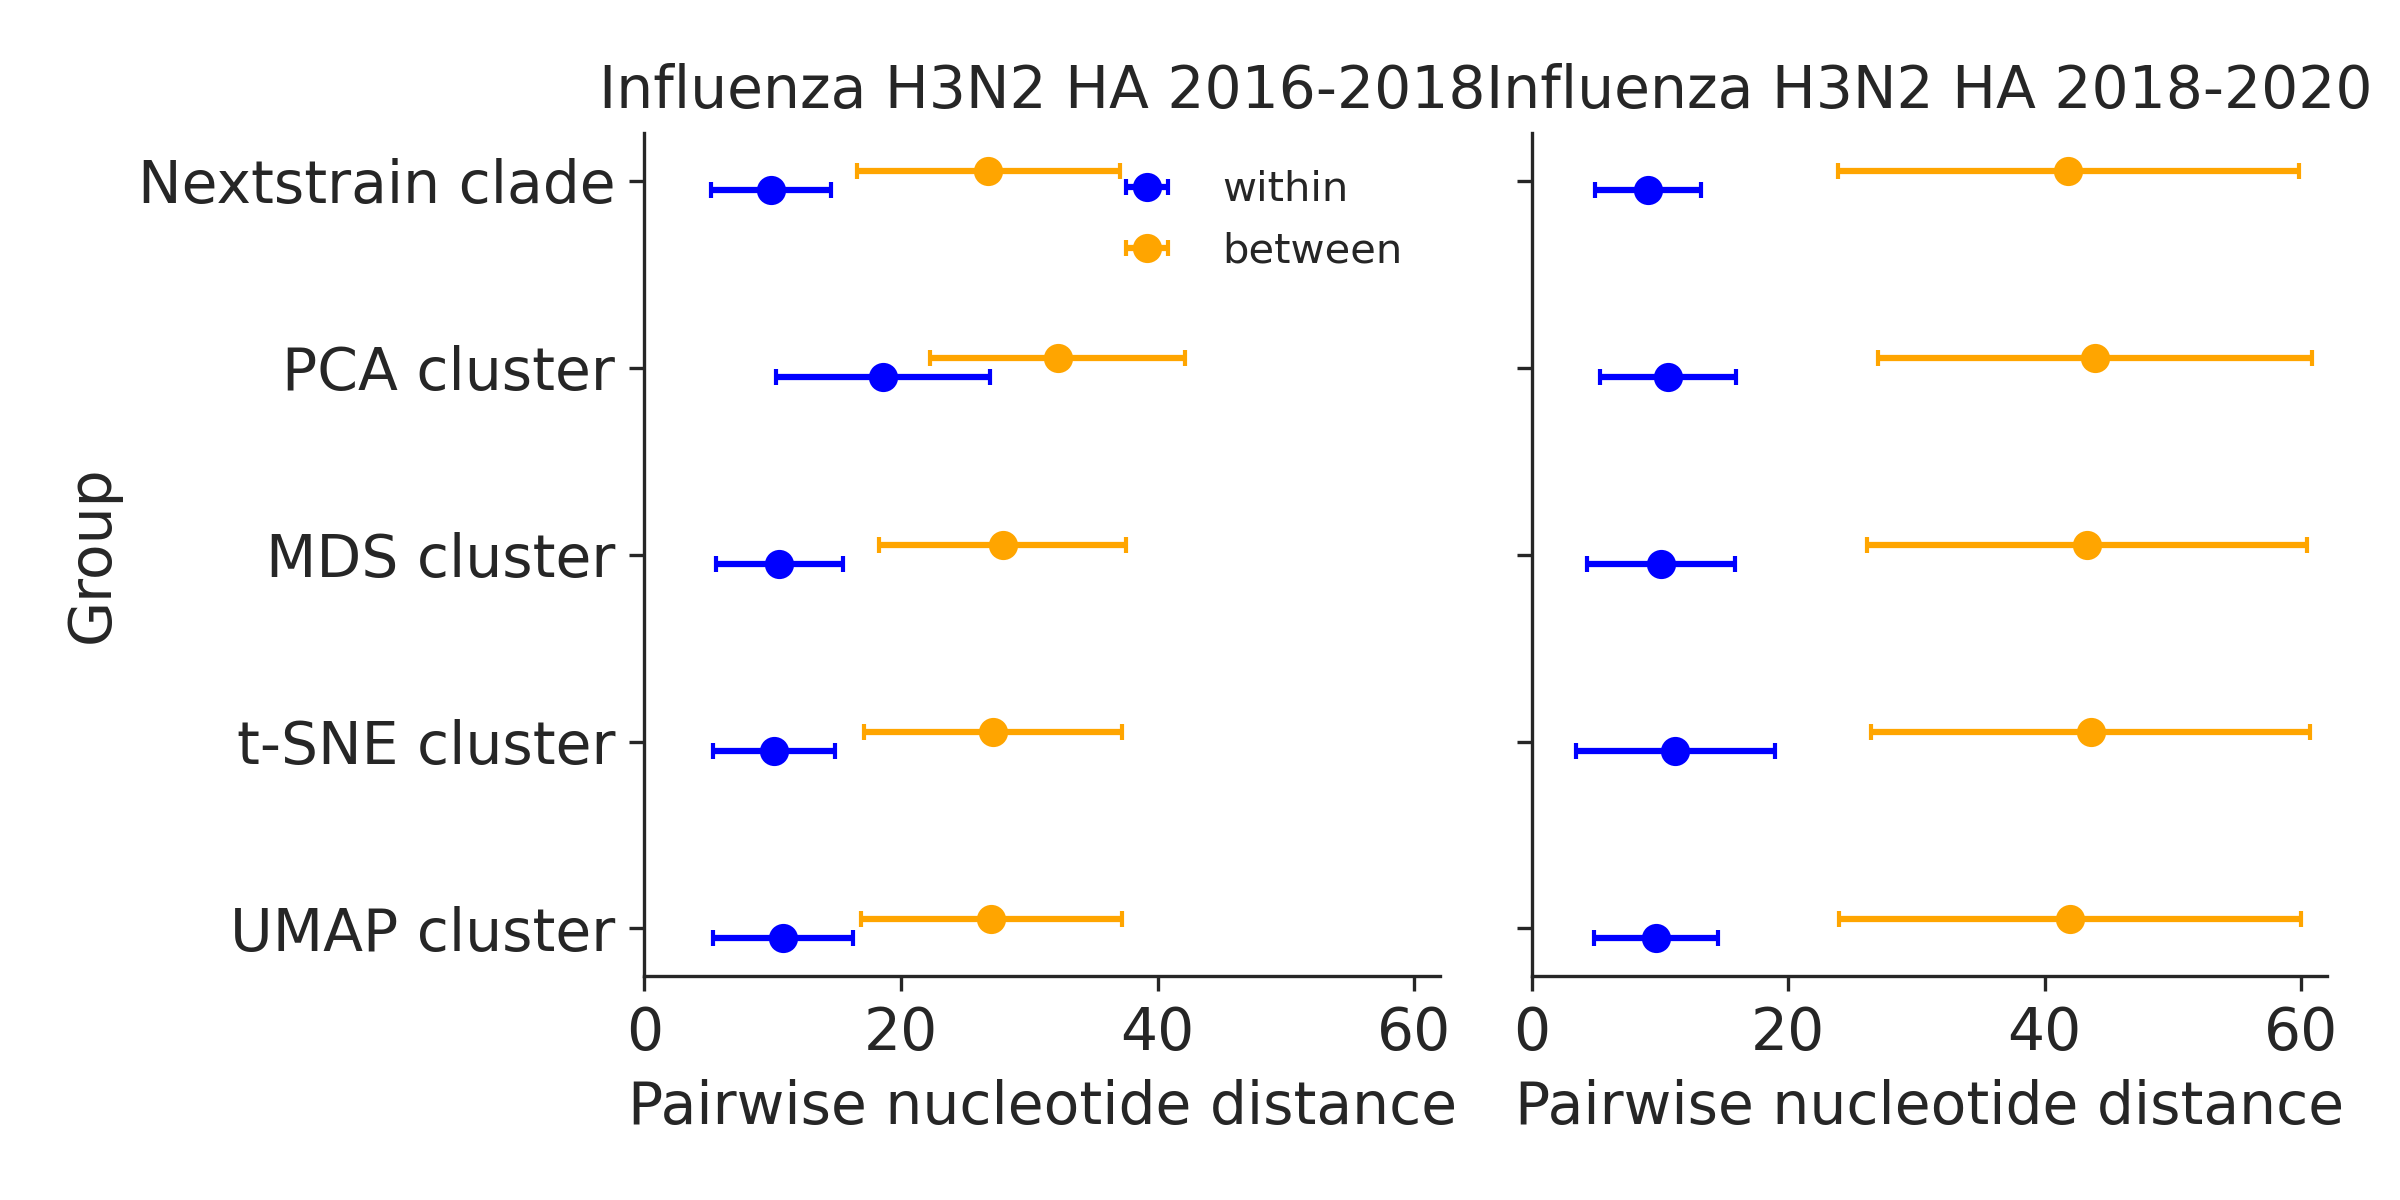 Influenza H3N2 HA 2016-2018
Influenza H3N2 HA 2018-2020
Nextstrain clade
PCA cluster
MDS cluster
t-SNE cluster
UMAP cluster
Group
within
between
0 20 40 60
0 20 40 60
Pairwise nucleotide distance
Pairwise nucleotide distance